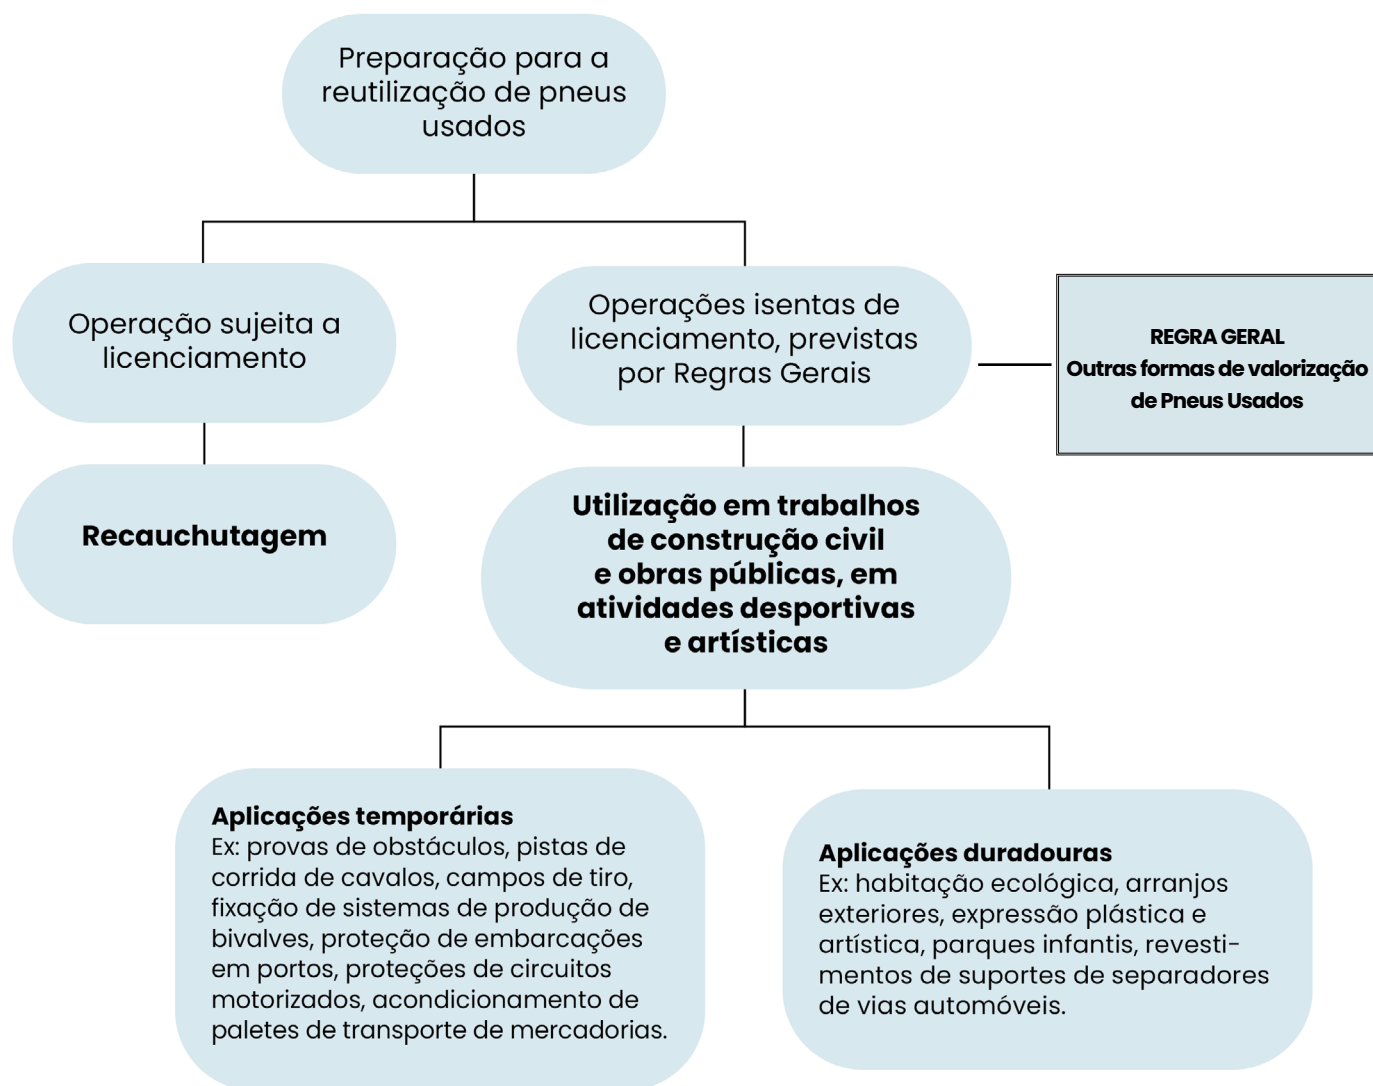 Preparação para a
reutilização de pneus
usados
Operação sujeita a
licenciamento
Operações isentas de
licenciamento, previstas
por Regras Gerais
REGRA GERAL
Outras formas de valorização
de Pneus Usados
Recauchutagem
Utilização em trabalhos
de construção civil
e obras públicas, em
atividades desportivas
e artísticas
Aplicações temporárias
Ex: provas de obstáculos, pistas de
corrida de cavalos, campos de tiro,
fixação de sistemas de produção de
bivalves, proteção de embarcações
em portos, proteções de circuitos
motorizados, acondicionamento de
paletes de transporte de mercadorias.
Aplicações duradouras
Ex: habitação ecológica, arranjos
exteriores, expressão plástica e
artística, parques infantis, revesti-
mentos de suportes de separadores
de vias automóveis.